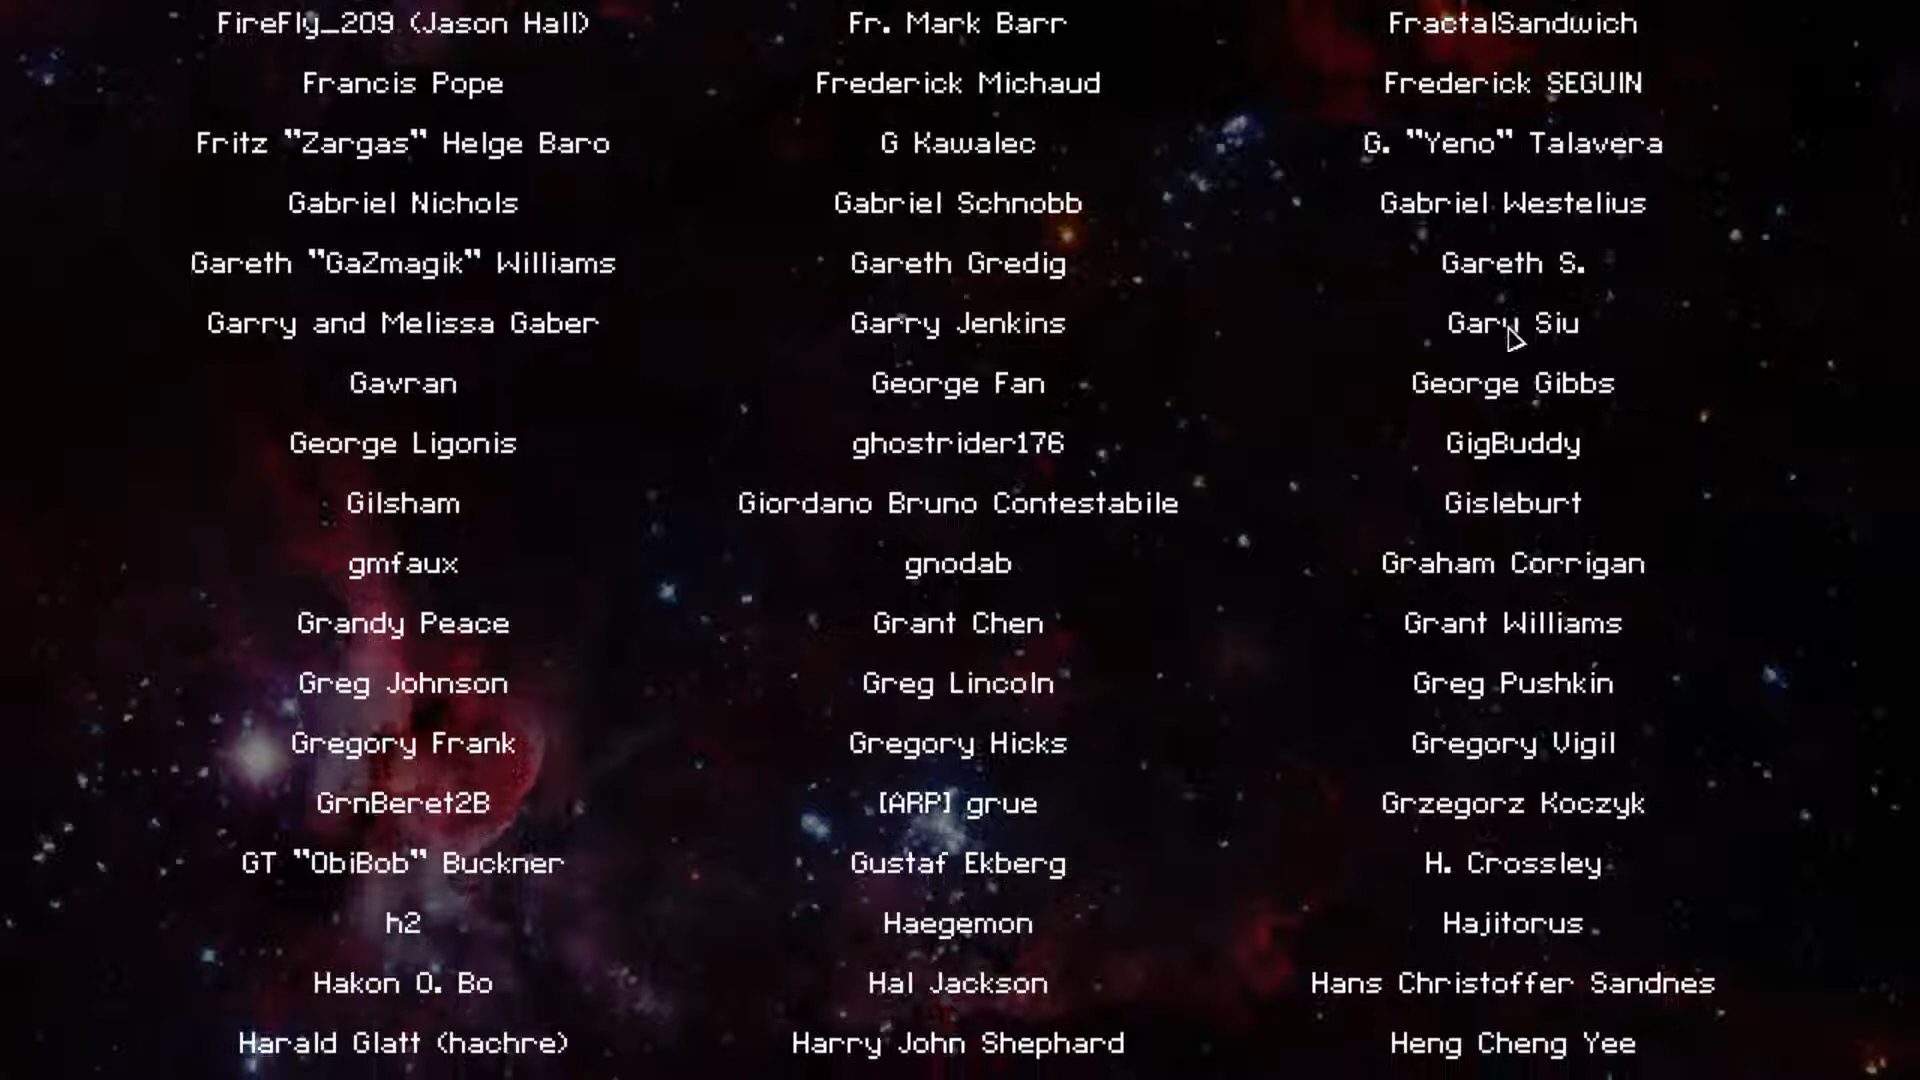 FireFly_209 (Jason Hall) Fr. Mark Barr FractalSandwich
Francis Pope Frederick Michaud Frederick SEGUIN
Fritz "Zargas" Helge Baro G Kawalec G. "Yeno" Talavera
Gabriel Nichols Gabriel Schnobb Gabriel Westelius
Gareth "GaZmagik" Williams Gareth Gredig Gareth S.
Garry and Melissa Gaber Garry Jenkins Gary Siu
Gavran George Fan George Gibbs
George Ligonis ghostrider176 GigBuddy
Gilsham Giordano Bruno Contestabile Gisleburt
gmfaux gnodab Graham Corrigan
Grandy Peace Grant Chen Grant Williams
Greg Johnson Greg Lincoln Greg Pushkin
Gregory Frank Gregory Hicks Gregory Vigil
GrnBeret2B [ARP] grue Grzegorz Koczyk
GT "ObiBob" Buckner Gustaf Ekberg H. Crossley
h2 Haegemon Hajitorus
Hakon O. Bo Hal Jackson Hans Christoffer Sandnes
Harald Glatt (hachre) Harry John Shephard Heng Cheng Yee